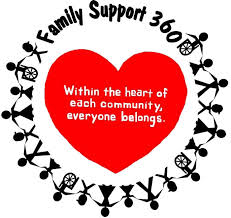 Family Support 360
Within the heart of
each community,
everyone belongs.